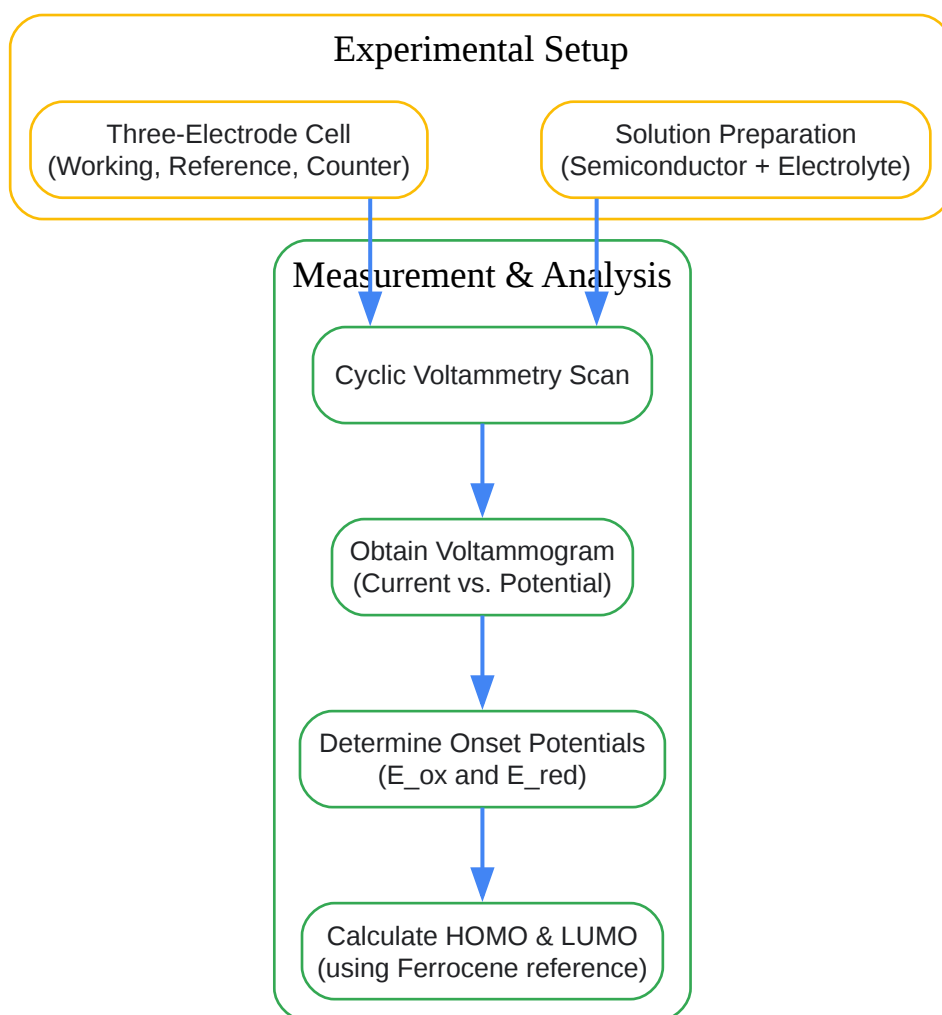 Experimental Setup
Three-Electrode Cell
(Working, Reference, Counter)
Solution Preparation
(Semiconductor + Electrolyte)
Measurement & Analysis
Cyclic Voltammetry Scan
Obtain Voltammogram
(Current vs. Potential)
Determine Onset Potentials
(E_ox and E_red)
Calculate HOMO & LUMO
(using Ferrocene reference)